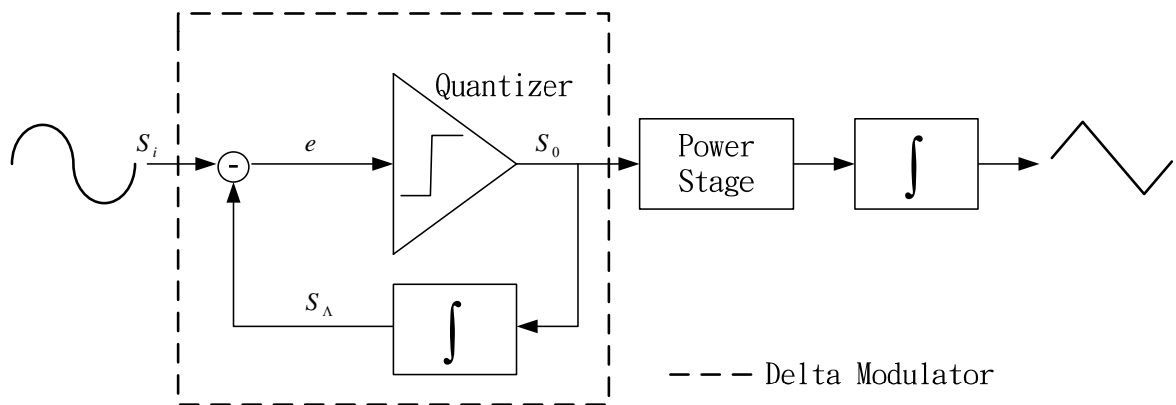 Quantizer
S_i
-
e
S_0
Power
Stage
∫
S_Λ
∫
Delta Modulator